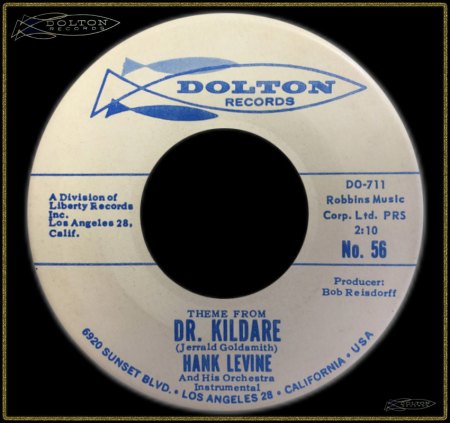 DOLTON
RECORDS
DOLTON
RECORDS
A Division of
Liberty Records
Inc.
Los Angeles 28,
Calif.
DO-711
Robbins Music
Corp. Ltd. PRS
2:10
No. 56
Producer:
Bob Reisdorff
THEME FROM
DR. KILDARE
(Jerrald Goldsmith)
HANK LEVINE
And His Orchestra
Instrumental
6920 SUNSET BLVD. • LOS ANGELES 28 • CALIFORNIA • USA
DOLTON